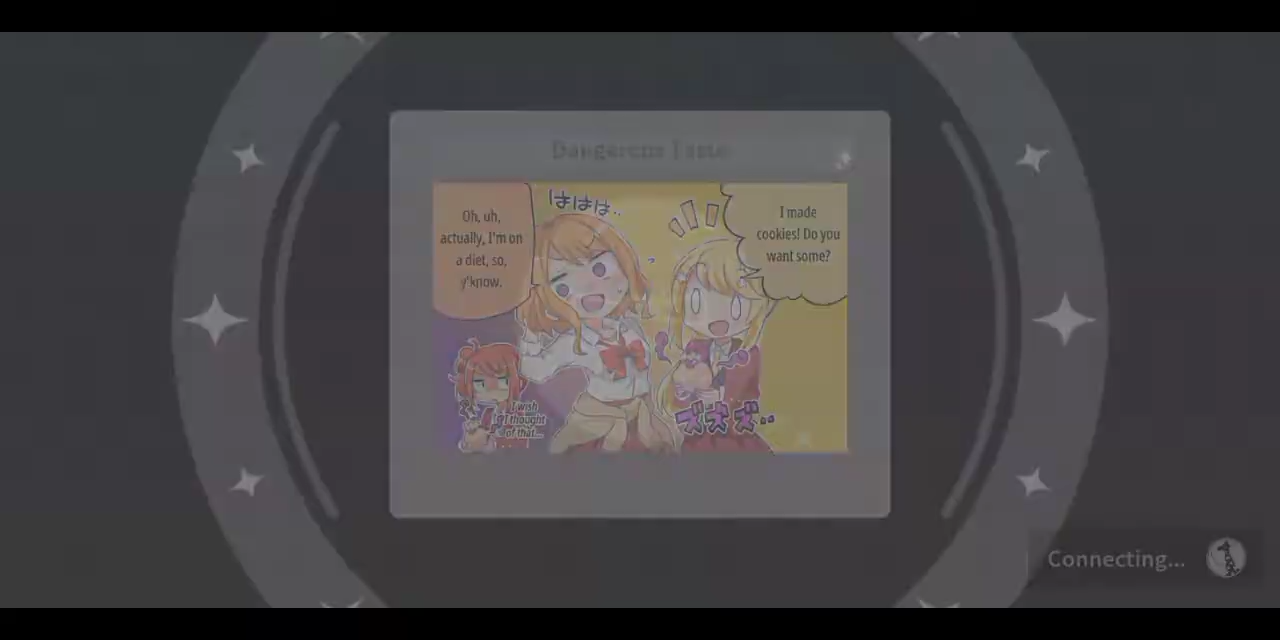 Dangerous Taste
Oh, uh,
actually, I'm on
a diet, so,
y'know.
ははは..
I made
cookies! Do you
want some?
I wish
I thought
of that...
ズズズ...
Connecting...